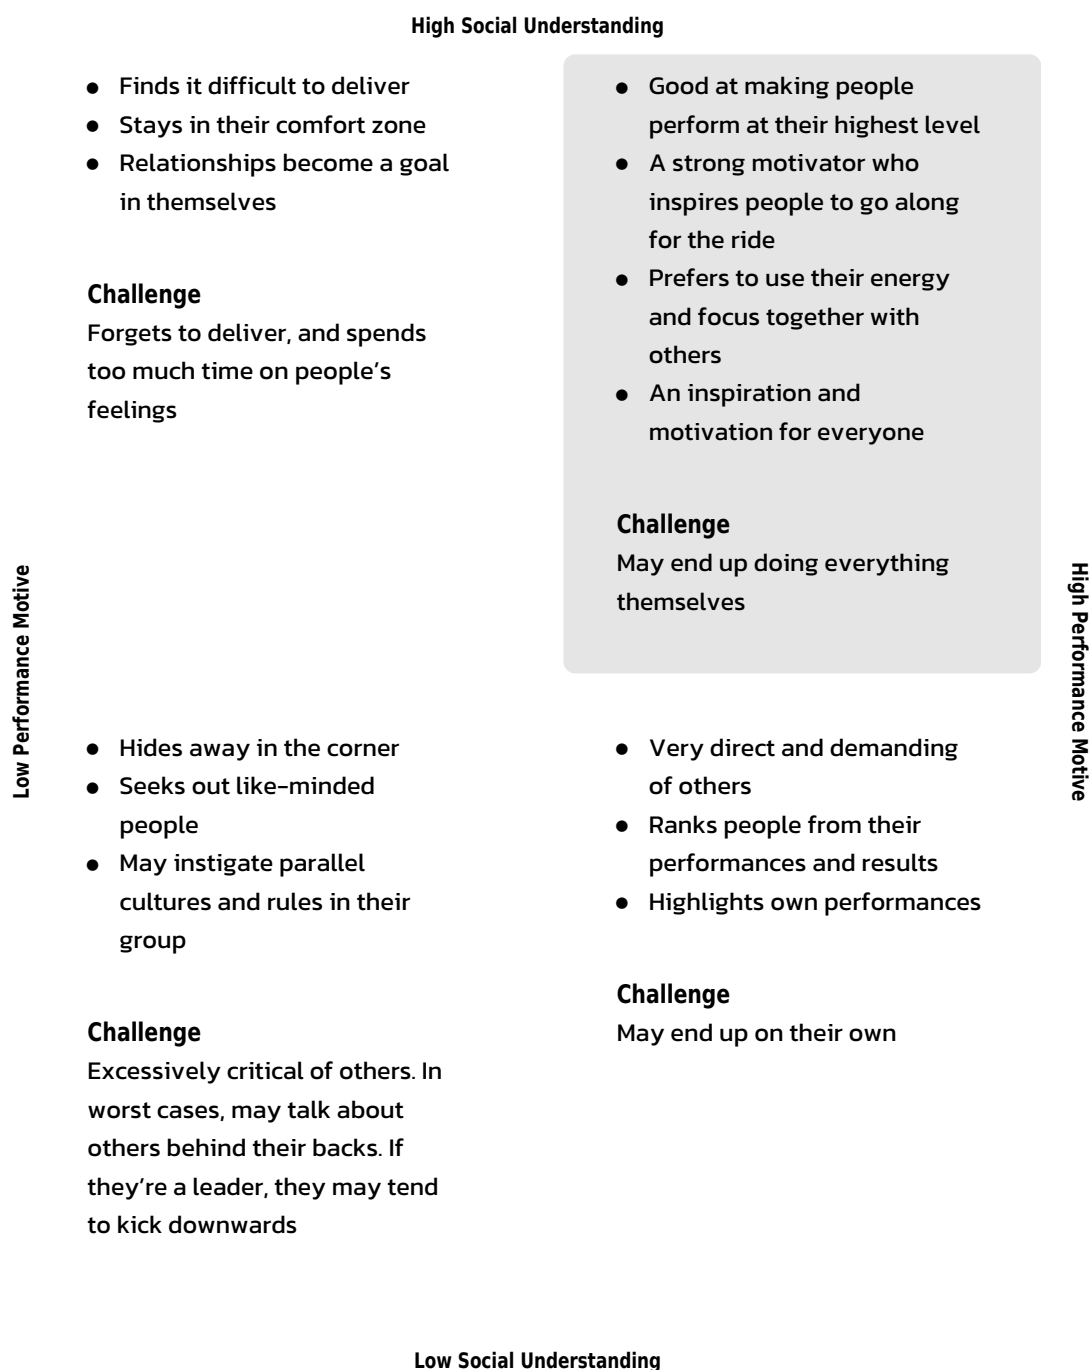 High Social Understanding
● Finds it difficult to deliver
● Stays in their comfort zone
● Relationships become a goal
in themselves
Challenge
Forgets to deliver, and spends
too much time on people’s
feelings
● Good at making people
perform at their highest level
● A strong motivator who
inspires people to go along
for the ride
● Prefers to use their energy
and focus together with
others
● An inspiration and
motivation for everyone
Challenge
May end up doing everything
themselves
Low Performance Motive
High Performance Motive
● Hides away in the corner
● Seeks out like-minded
people
● May instigate parallel
cultures and rules in their
group
Challenge
Excessively critical of others. In
worst cases, may talk about
others behind their backs. If
they’re a leader, they may tend
to kick downwards
● Very direct and demanding
of others
● Ranks people from their
performances and results
● Highlights own performances
Challenge
May end up on their own
Low Social Understanding